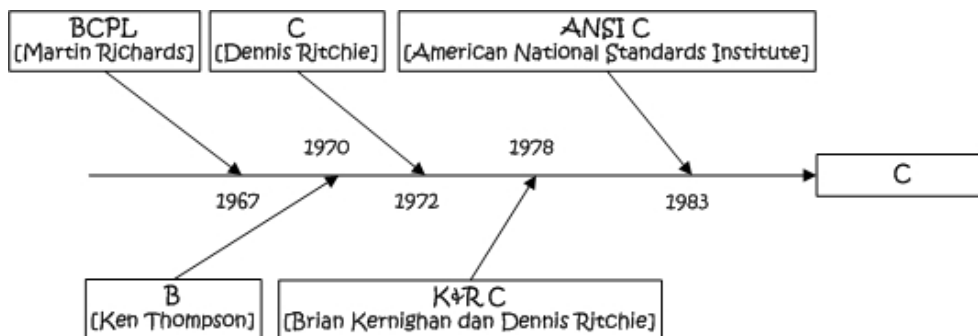 BCPL
[Martin Richards]
C
[Dennis Ritchie]
ANSI C
[American National Standards Institute]
1970
1978
C
1967
1972
1983
B
[Ken Thompson]
K&R C
[Brian Kernighan dan Dennis Ritchie]